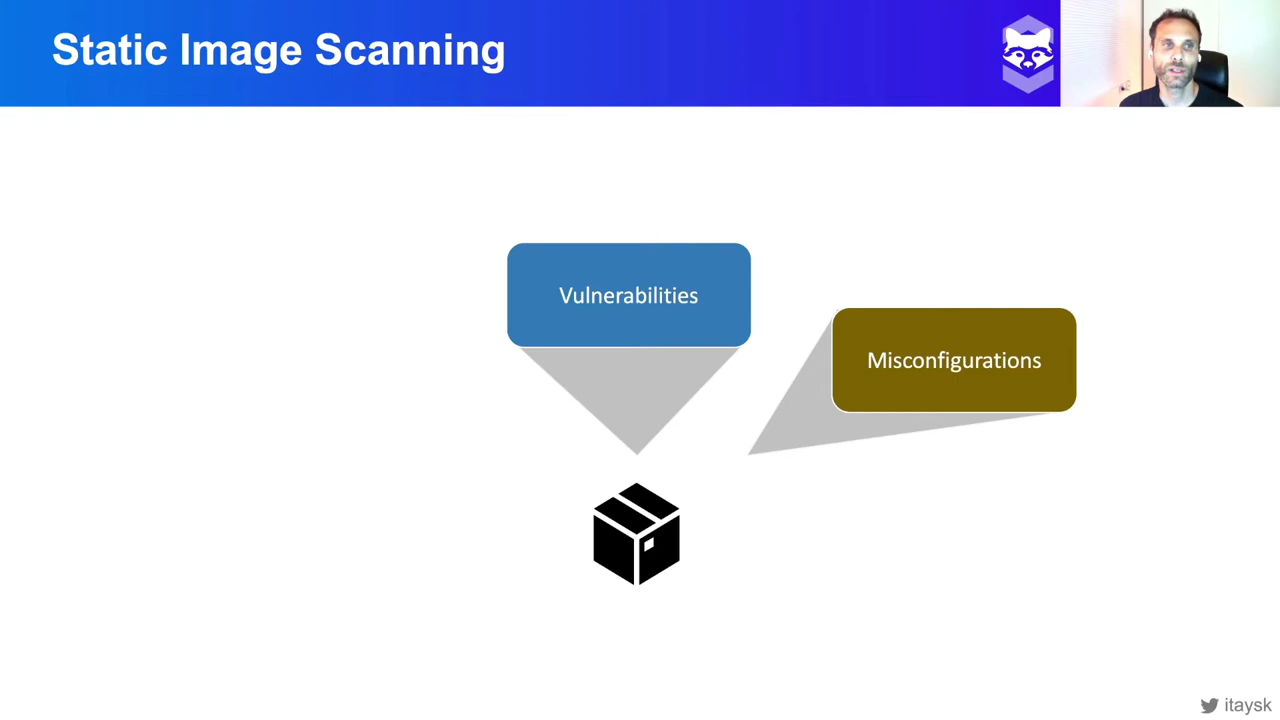 Static Image Scanning
Vulnerabilities
Misconfigurations
itaysk